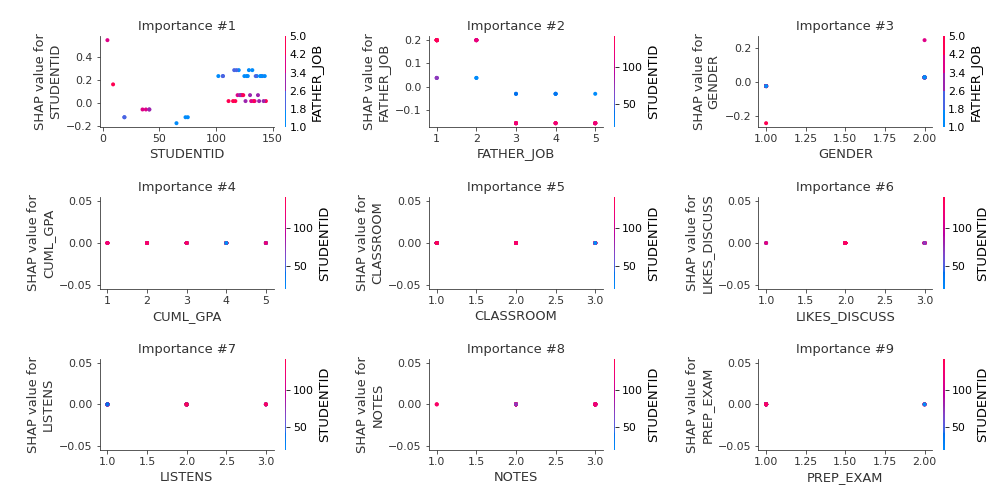 Importance #1
SHAP value for
STUDENTID
0.4
0.2
0.0
−0.2
0
50
100
150
STUDENTID
5.0
4.2
3.4
2.6
1.8
1.0
FATHER_JOB
Importance #2
SHAP value for
FATHER_JOB
0.2
0.1
0.0
−0.1
1
2
3
4
5
FATHER_JOB
100
50
STUDENTID
Importance #3
SHAP value for
GENDER
0.2
0.0
−0.2
1.00
1.25
1.50
1.75
2.00
GENDER
5.0
4.2
3.4
2.6
1.8
1.0
FATHER_JOB
Importance #4
SHAP value for
CUML_GPA
0.05
0.00
−0.05
1
2
3
4
5
CUML_GPA
100
50
STUDENTID
Importance #5
SHAP value for
CLASSROOM
0.05
0.00
−0.05
1.0
1.5
2.0
2.5
3.0
CLASSROOM
100
50
STUDENTID
Importance #6
SHAP value for
LIKES_DISCUSS
0.05
0.00
−0.05
1.0
1.5
2.0
2.5
3.0
LIKES_DISCUSS
100
50
STUDENTID
Importance #7
SHAP value for
LISTENS
0.05
0.00
−0.05
1.0
1.5
2.0
2.5
3.0
LISTENS
100
50
STUDENTID
Importance #8
SHAP value for
NOTES
0.05
0.00
−0.05
1.0
1.5
2.0
2.5
3.0
NOTES
100
50
STUDENTID
Importance #9
SHAP value for
PREP_EXAM
0.05
0.00
−0.05
1.00
1.25
1.50
1.75
2.00
PREP_EXAM
100
50
STUDENTID